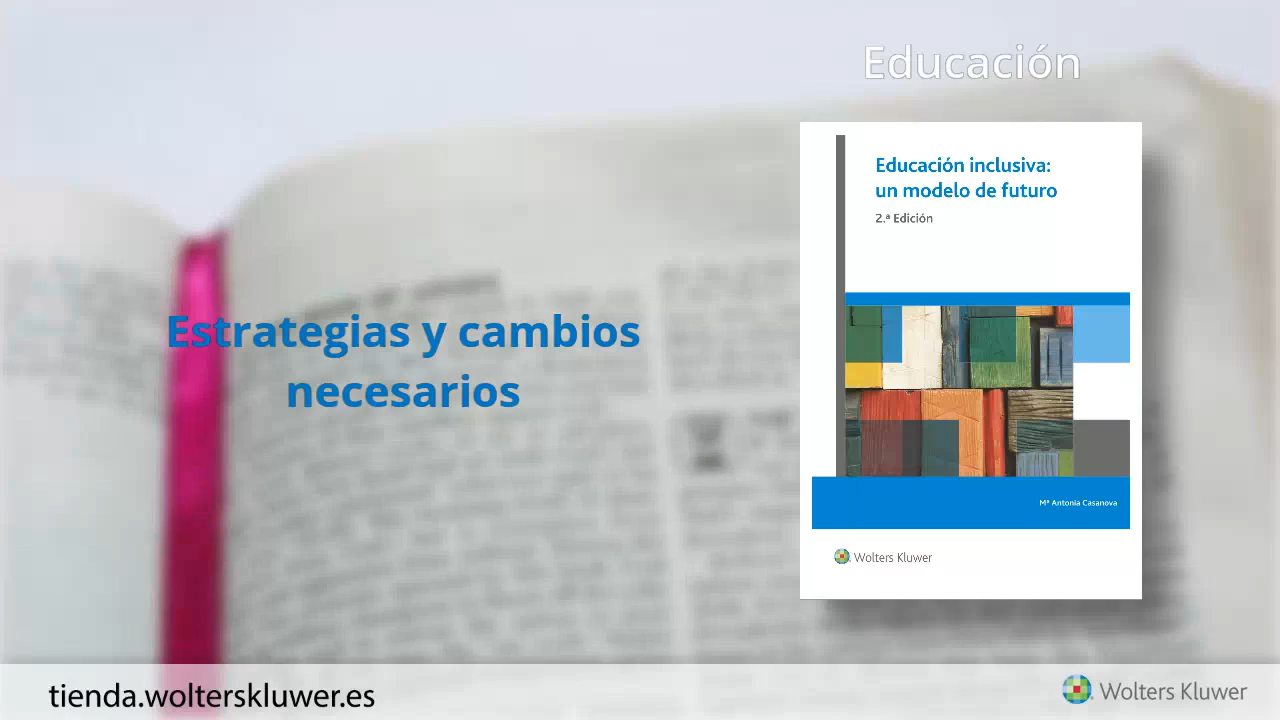 Educación
Educación inclusiva:
un modelo de futuro
2.ª Edición
Estrategias y cambios
necesarios
Mª Antonia Casanova
Wolters Kluwer
tienda.wolterskluwer.es
Wolters Kluwer